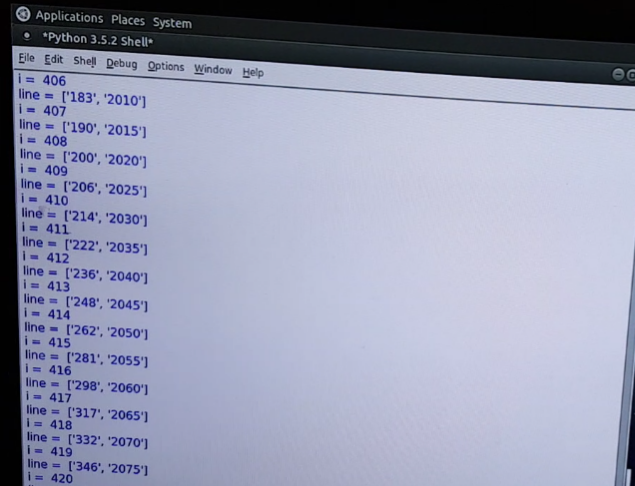 Applications Places System
*Python 3.5.2 Shell*
File Edit Shell Debug Options Window Help
i = 406
line = ['183', '2010']
i = 407
line = ['190', '2015']
i = 408
line = ['200', '2020']
i = 409
line = ['206', '2025']
i = 410
line = ['214', '2030']
i = 411
line = ['222', '2035']
i = 412
line = ['236', '2040']
i = 413
line = ['248', '2045']
i = 414
line = ['262', '2050']
i = 415
line = ['281', '2055']
i = 416
line = ['298', '2060']
i = 417
line = ['317', '2065']
i = 418
line = ['332', '2070']
i = 419
line = ['346', '2075']
i = 420